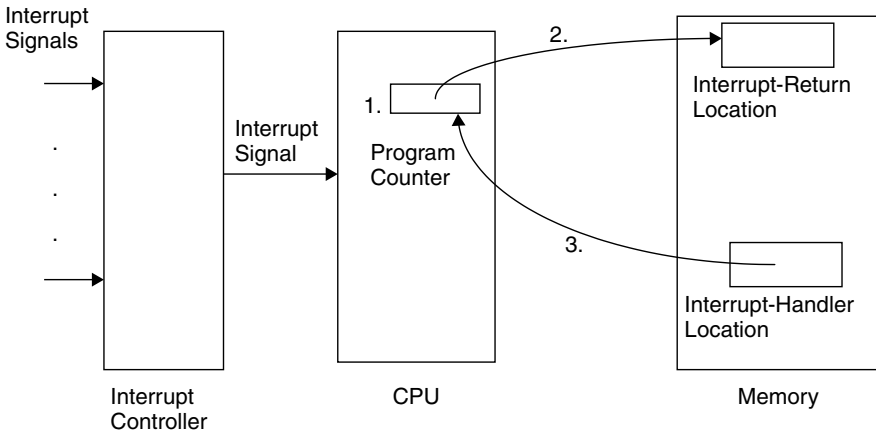 Interrupt
Signals
.
.
.
Interrupt
Signal
1.
2.
3.
Program
Counter
Interrupt-Return
Location
Interrupt-Handler
Location
Interrupt
Controller
CPU
Memory